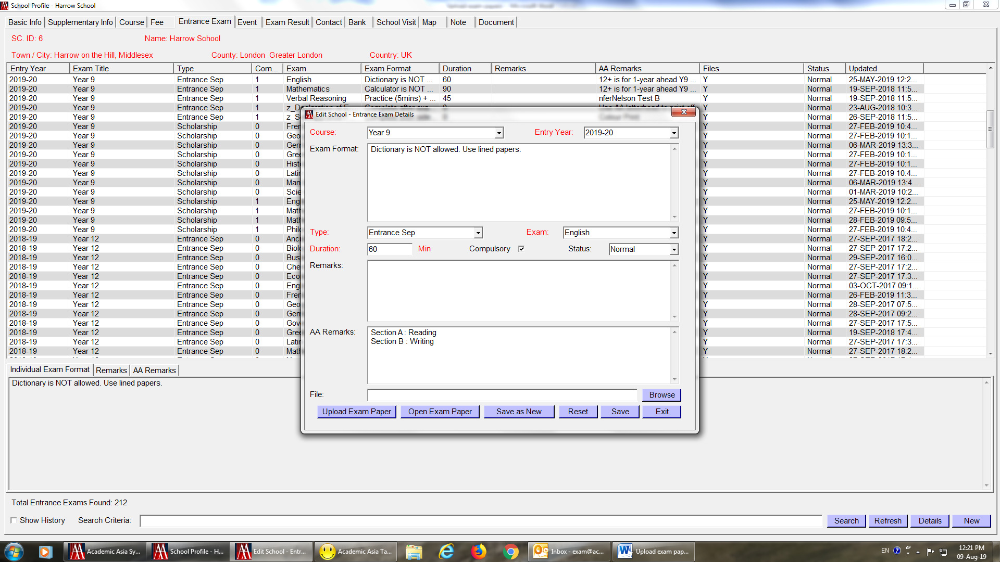 School Profile - Harrow School
Basic Info Supplementary Info Course Fee Entrance Exam Event Exam Result Contact Bank School Visit Map Note Document
SC. ID: 6 Name: Harrow School
Town / City: Harrow on the Hill, Middlesex County: London Greater London Country: UK
Entry Year Exam Title Type Com... Exam Exam Format Duration Remarks AA Remarks Files Status Updated
2019-20 Year 9 Entrance Sep 1 English Dictionary is NOT ... 60 12+ is for 1-year ahead Y9 ... Y Normal 25-MAY-2019 12:2...
2019-20 Year 9 Entrance Sep 1 Mathematics Calculator is NOT ... 90 12+ is for 1-year ahead Y9 ... Y Normal 19-SEP-2018 11:5...
2019-20 Year 9 Entrance Sep 1 Verbal Reasoning Practice (5mins) + ... 45 nferNelson Test B Y Normal 19-SEP-2018 11:5...
2019-20 Year 9 Entrance Sep 1 Y Normal 23-AUG-2018 10:3...
2019-20 Year 9 Entrance Sep 1 z_S Y Normal 26-SEP-2018 11:5...
2019-20 Year 9 Scholarship 0 Fren Y Normal 27-FEB-2019 10:4...
2019-20 Year 9 Scholarship 0 Geo Y Normal 27-FEB-2019 10:1...
2019-20 Year 9 Scholarship 0 Gern Y Normal 06-MAR-2019 13:3...
2019-20 Year 9 Scholarship 0 Gree Y Normal 27-FEB-2019 10:1...
2019-20 Year 9 Scholarship 0 Histo Y Normal 27-FEB-2019 10:1...
2019-20 Year 9 Scholarship 0 Latin Y Normal 27-FEB-2019 10:4...
2019-20 Year 9 Scholarship 0 Man Y Normal 06-MAR-2019 13:4...
2019-20 Year 9 Scholarship 0 Scie Y Normal 01-MAR-2019 10:2...
2019-20 Year 9 Scholarship 1 Eng Y Normal 25-MAY-2019 12:2...
2019-20 Year 9 Scholarship 1 Math Y Normal 27-FEB-2019 10:1...
2019-20 Year 9 Scholarship 1 Math Y Normal 28-FEB-2019 09:5...
2019-20 Year 9 Scholarship 1 Phil Y Normal 27-FEB-2019 10:4...
2018-19 Year 12 Entrance Sep 0 Anci Y Normal 27-SEP-2017 18:2...
2018-19 Year 12 Entrance Sep 0 Biol Y Normal 27-SEP-2017 17:2...
2018-19 Year 12 Entrance Sep 0 Bus Y Normal 29-SEP-2017 16:0...
2018-19 Year 12 Entrance Sep 0 Che Y Normal 27-SEP-2017 17:2...
2018-19 Year 12 Entrance Sep 0 Eco Y Normal 27-SEP-2017 17:3...
2018-19 Year 12 Entrance Sep 0 Eng Y Normal 03-OCT-2017 09:1...
2018-19 Year 12 Entrance Sep 0 Fren Y Normal 26-FEB-2019 11:3...
2018-19 Year 12 Entrance Sep 0 Geo Y Normal 28-SEP-2017 07:5...
2018-19 Year 12 Entrance Sep 0 Gern Y Normal 28-SEP-2017 09:2...
2018-19 Year 12 Entrance Sep 0 Gov Y Normal 27-SEP-2017 17:5...
2018-19 Year 12 Entrance Sep 0 Gree Y Normal 19-SEP-2018 17:4...
2018-19 Year 12 Entrance Sep 0 Latin Y Normal 27-SEP-2017 17:3...
2018-19 Year 12 Entrance Sep 0 Math Y Normal 27-SEP-2017 18:2...
Edit School - Entrance Exam Details
Course: Year 9 Entry Year: 2019-20
Exam Format: Dictionary is NOT allowed. Use lined papers.
Type: Entrance Sep Exam: English
Duration: 60 Min Compulsory Status: Normal
Remarks:
AA Remarks: Section A : Reading
Section B : Writing
File: Browse
Upload Exam Paper Open Exam Paper Save as New Reset Save Exit
Individual Exam Format Remarks AA Remarks
Dictionary is NOT allowed. Use lined papers.
Total Entrance Exams Found: 212
Show History Search Criteria: Search Refresh Details New
Academic Asia Sy... School Profile - H... Edit School - Entr... Academic Asia Ta... Inbox - exam@ac... Upload exam pap... EN 12:21 PM
09-Aug-19